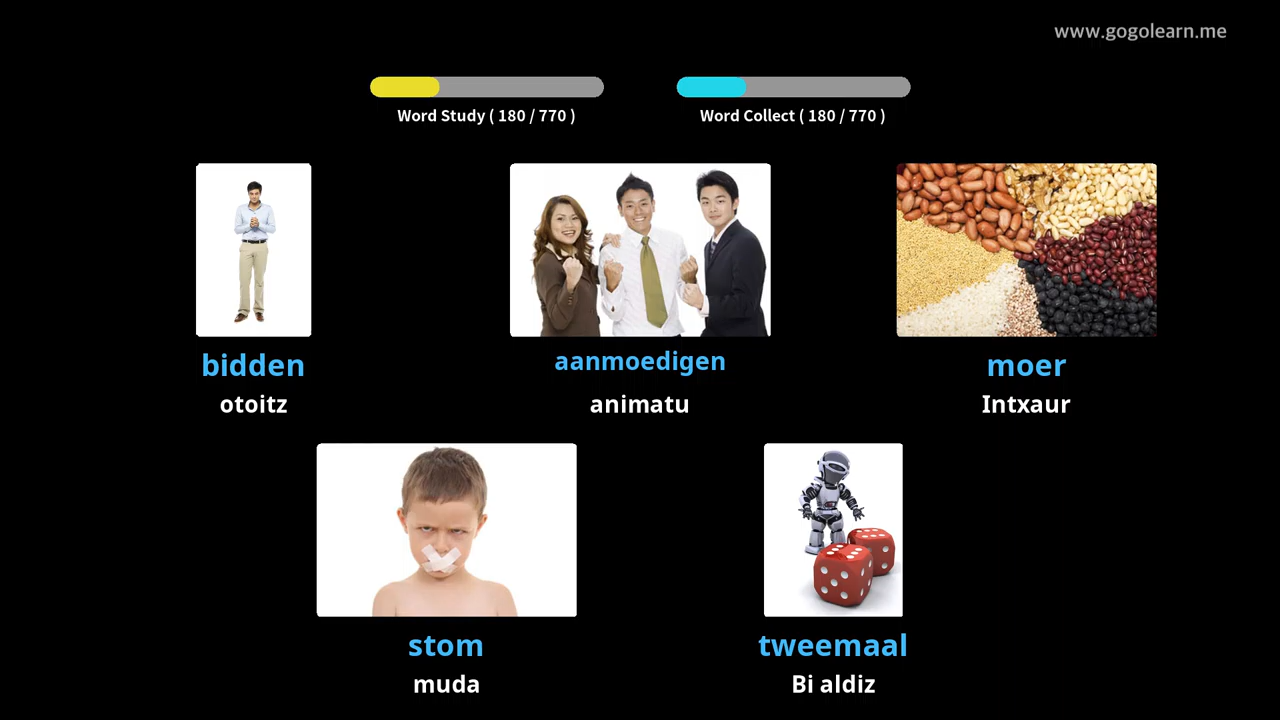 www.gogolearn.me
Word Study ( 180 / 770 )
Word Collect ( 180 / 770 )
bidden
otoitz
aanmoedigen
animatu
moer
Intxaur
stom
muda
tweemaal
Bi aldiz